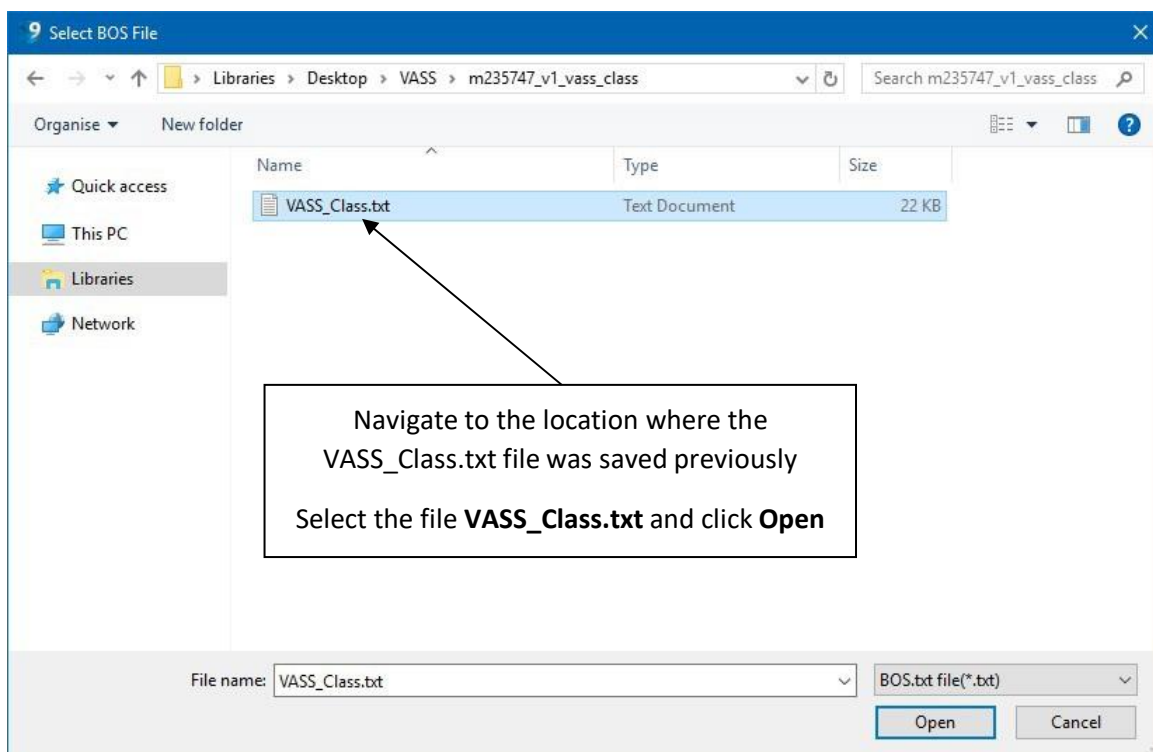 9 Select BOS File
Libraries > Desktop > VASS > m235747_v1_vass_class
Search m235747_v1_vass_class
Organise
New folder
Name
Type
Size
Quick access
VASS_Class.txt
Text Document
22 KB
This PC
Libraries
Network
Navigate to the location where the
VASS_Class.txt file was saved previously
Select the file VASS_Class.txt and click Open
File name:
VASS_Class.txt
BOS.txt file(*.txt)
Open
Cancel